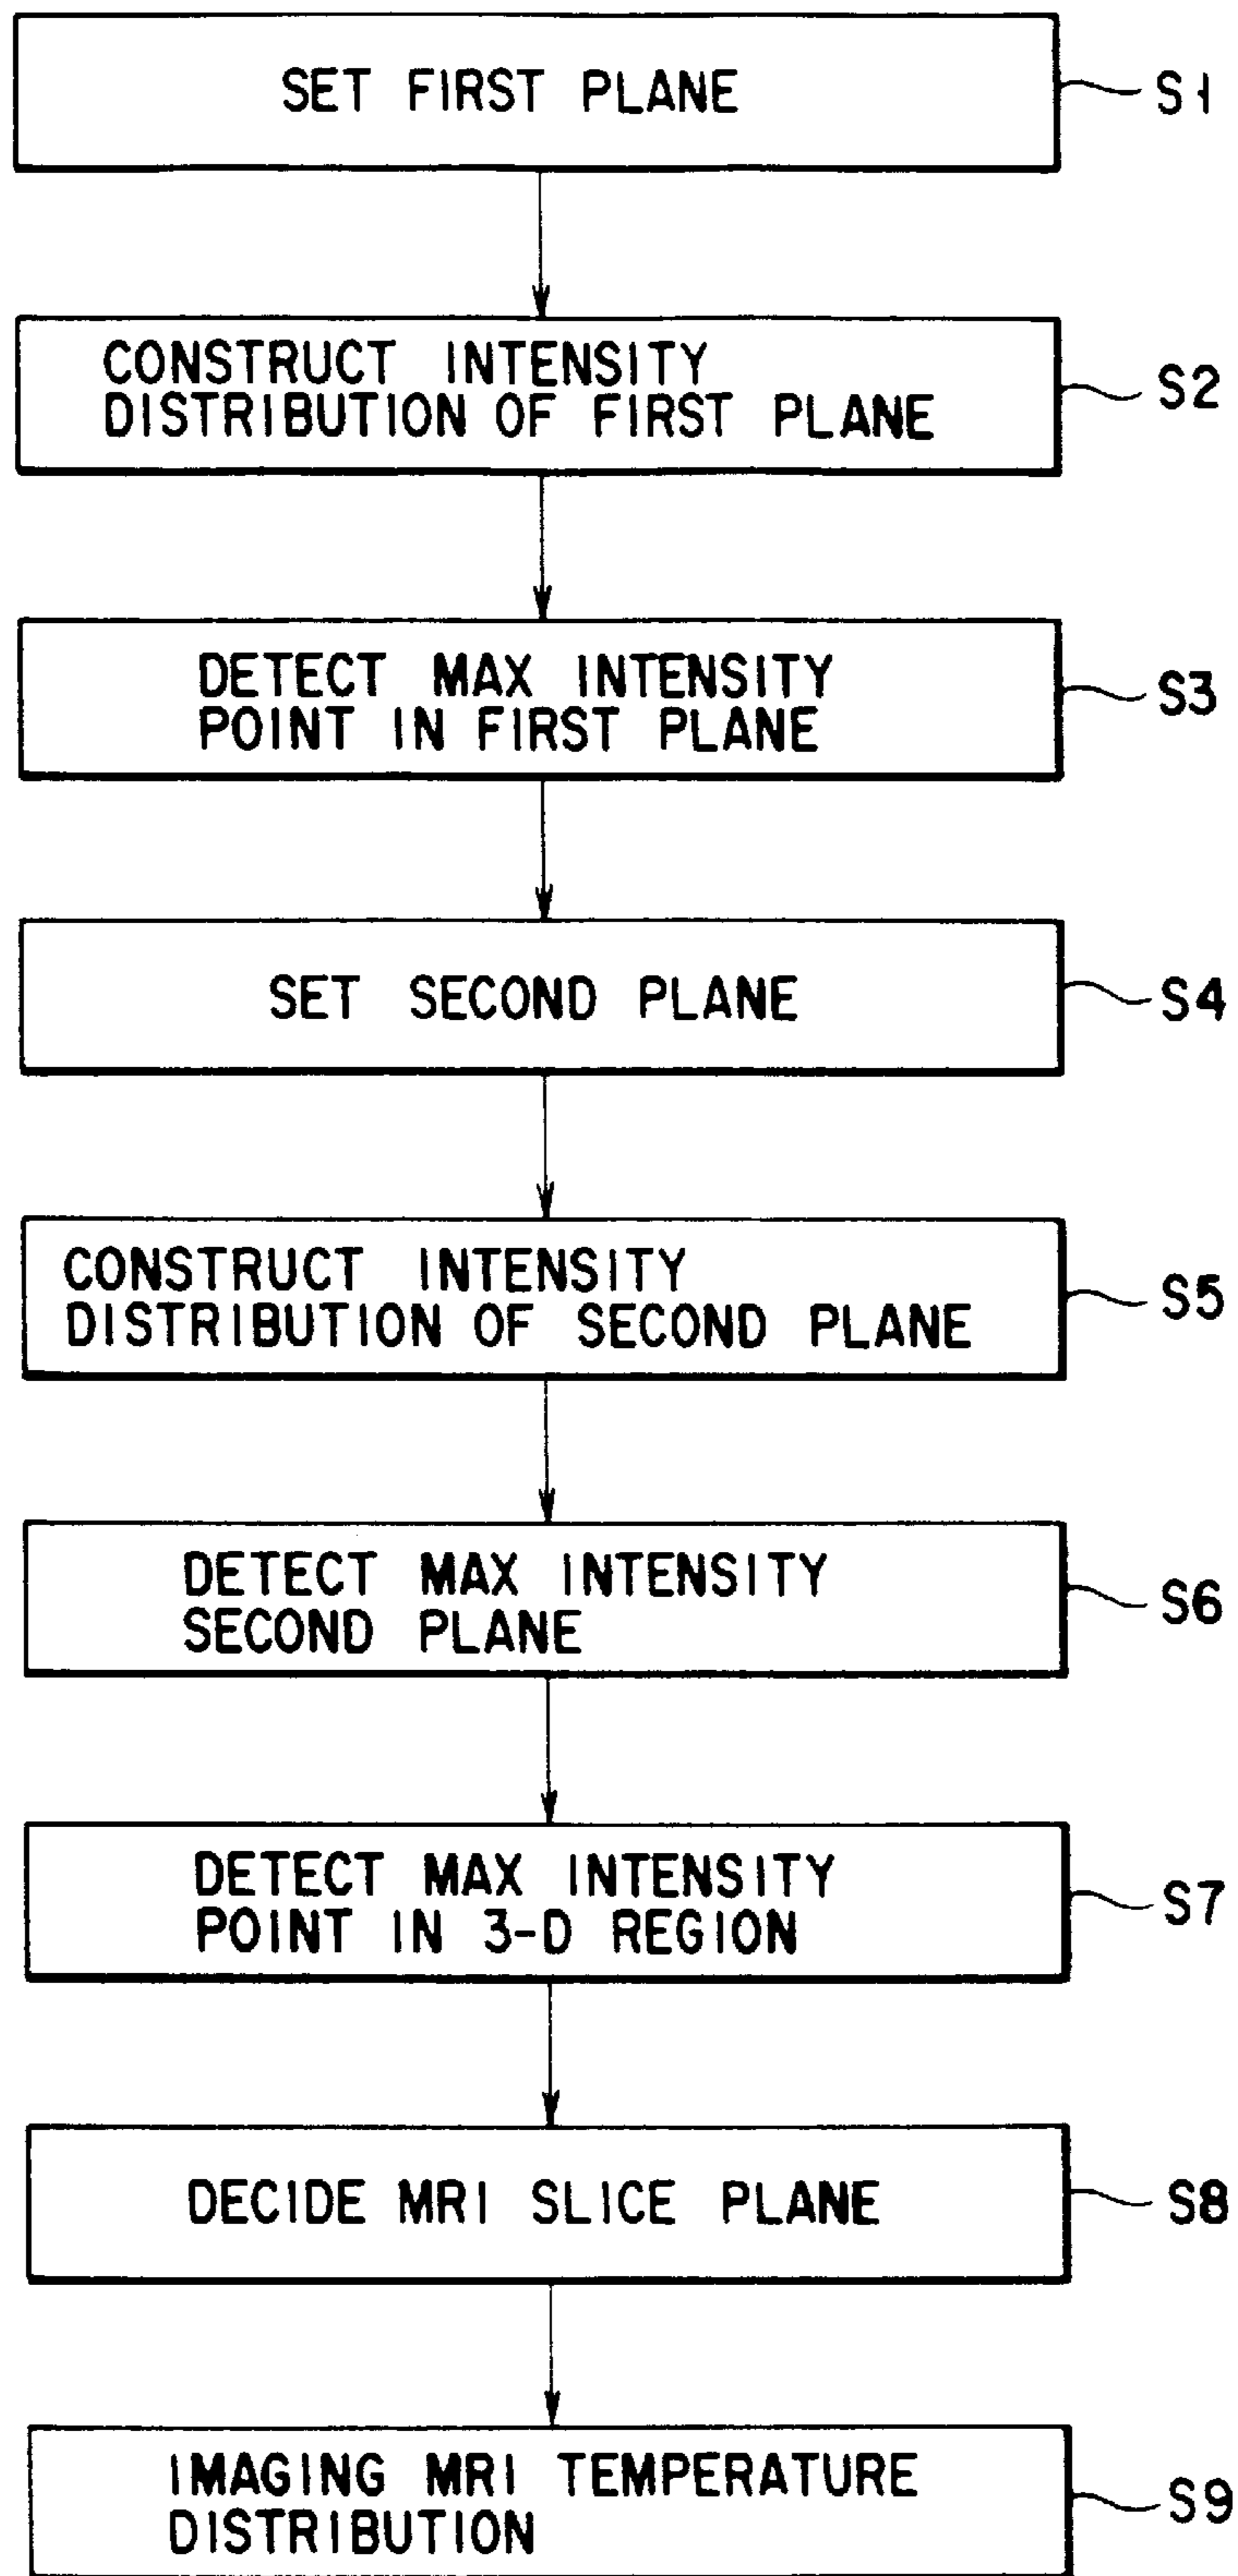 SET FIRST PLANE
S1
CONSTRUCT INTENSITY
DISTRIBUTION OF FIRST PLANE
S2
DETECT MAX INTENSITY
POINT IN FIRST PLANE
S3
SET SECOND PLANE
S4
CONSTRUCT INTENSITY
DISTRIBUTION OF SECOND PLANE
S5
DETECT MAX INTENSITY
SECOND PLANE
S6
DETECT MAX INTENSITY
POINT IN 3-D REGION
S7
DECIDE MRI SLICE PLANE
S8
IMAGING MRI TEMPERATURE
DISTRIBUTION
S9